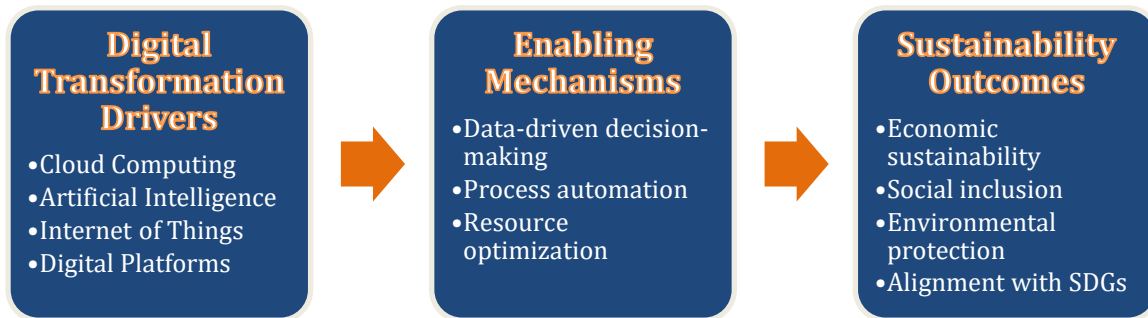 Digital
Transformation
Drivers
•Cloud Computing
•Artificial Intelligence
•Internet of Things
•Digital Platforms
Enabling
Mechanisms
•Data-driven decision-
making
•Process automation
•Resource
optimization
Sustainability
Outcomes
•Economic
sustainability
•Social inclusion
•Environmental
protection
•Alignment with SDGs